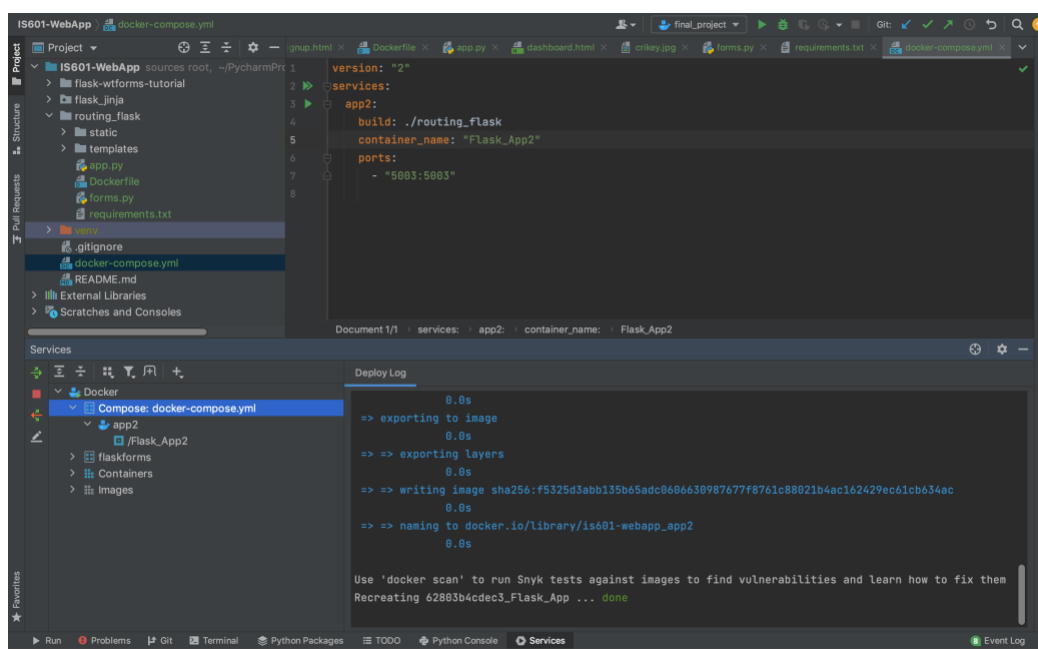 IS601-WebApp docker-compose.yml
final_project
Git:
Project
gnup.html Dockerfile app.py dashboard.html crikey.jpg forms.py requirements.txt docker-compose.yml
IS601-WebApp sources root, ~/PycharmPr
flask-wtforms-tutorial
flask_jinja
routing_flask
static
templates
app.py
Dockerfile
forms.py
requirements.txt
venv
.gitignore
docker-compose.yml
README.md
External Libraries
Scratches and Consoles
1 version: "2"
2 services:
3 app2:
4 build: ./routing_flask
5 container_name: "Flask_App2"
6 ports:
7 - "5003:5003"
8
Document 1/1 services: app2: container_name: Flask_App2
Project
Structure
Pull Requests
Favorites
Services
Docker
Compose: docker-compose.yml
app2
/Flask_App2
flaskforms
Containers
Images
Deploy Log
0.0s
=> exporting to image
0.0s
=> => exporting layers
0.0s
=> => writing image sha256:f5325d3abb135b65adc0606630987677f8761c88021b4ac162429ec61cb634ac
0.0s
=> => naming to docker.io/library/is601-webapp_app2
0.0s
Use 'docker scan' to run Snyk tests against images to find vulnerabilities and learn how to fix them
Recreating 62803b4cdec3_Flask_App ... done
Run Problems Git Terminal Python Packages TODO Python Console Services 8 Event Log